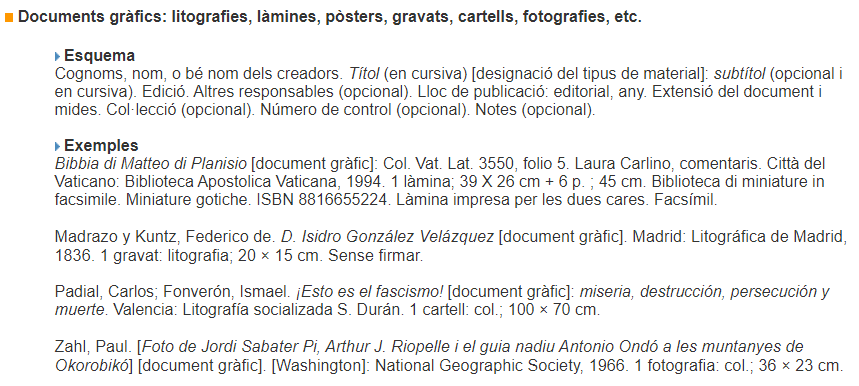 Documents gràfics: litografies, làmines, pòsters, gravats, cartells, fotografies, etc.
Esquema
Cognoms, nom, o bé nom dels creadors. Títol (en cursiva) [designació del tipus de material]: subtítol (opcional i
en cursiva). Edició. Altres responsables (opcional). Lloc de publicació: editorial, any. Extensió del document i
mides. Col·lecció (opcional). Número de control (opcional). Notes (opcional).
Exemples
Bibbia di Matteo di Planisio [document gràfic]: Col. Vat. Lat. 3550, folio 5. Laura Carlino, comentaris. Città del
Vaticano: Biblioteca Apostolica Vaticana, 1994. 1 làmina; 39 X 26 cm + 6 p. ; 45 cm. Biblioteca di miniature in
facsimile. Miniature gotiche. ISBN 8816655224. Làmina impresa per les dues cares. Facsímil.
Madrazo y Kuntz, Federico de. D. Isidro González Velázquez [document gràfic]. Madrid: Litográfica de Madrid,
1836. 1 gravat: litografia; 20 × 15 cm. Sense firmar.
Padial, Carlos; Fonverón, Ismael. ¡Esto es el fascismo! [document gràfic]: miseria, destrucción, persecución y
muerte. Valencia: Litografía socializada S. Durán. 1 cartell: col.; 100 × 70 cm.
Zahl, Paul. [Foto de Jordi Sabater Pi, Arthur J. Riopelle i el guia nadiu Antonio Ondó a les muntanyes de
Okorobikó] [document gràfic]. [Washington]: National Geographic Society, 1966. 1 fotografia: col.; 36 × 23 cm.